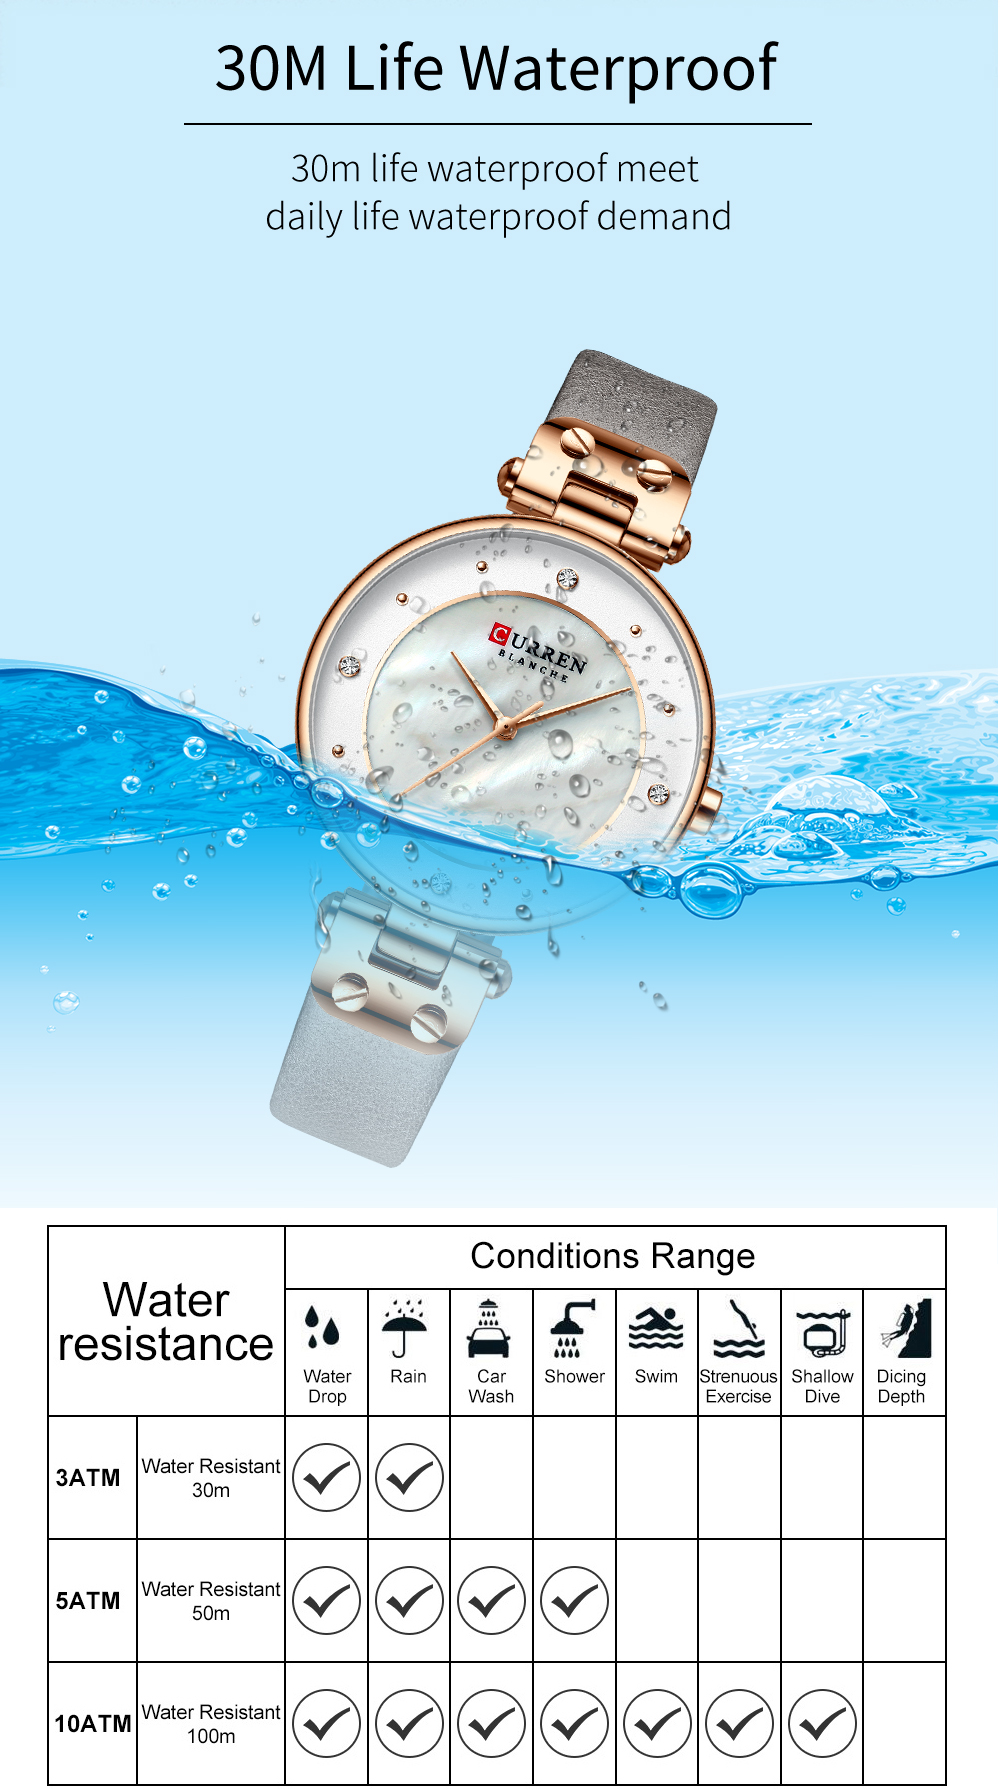 30M Life Waterproof
30m life waterproof meet
daily life waterproof demand
CURREN
BLANCHE
Water
resistance
Conditions Range
Water
Drop
Rain
Car
Wash
Shower
Swim
Strenuous
Exercise
Shallow
Dive
Dicing
Depth
3ATM
Water Resistant
30m
5ATM
Water Resistant
50m
10ATM
Water Resistant
100m